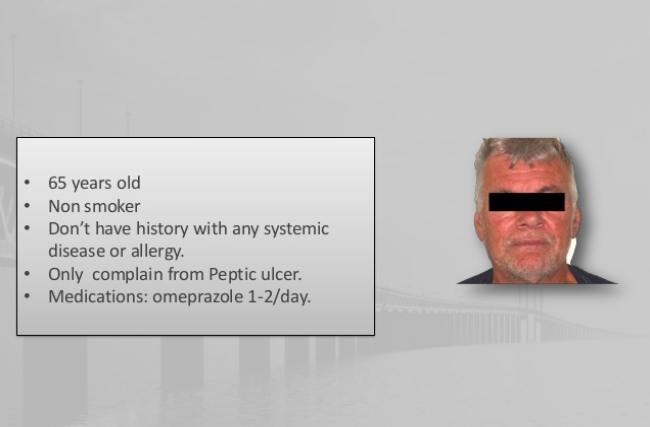 • 65 years old
• Non smoker
• Don't have history with any systemic
disease or allergy.
• Only  complain from Peptic ulcer.
• Medications: omeprazole 1-2/day.